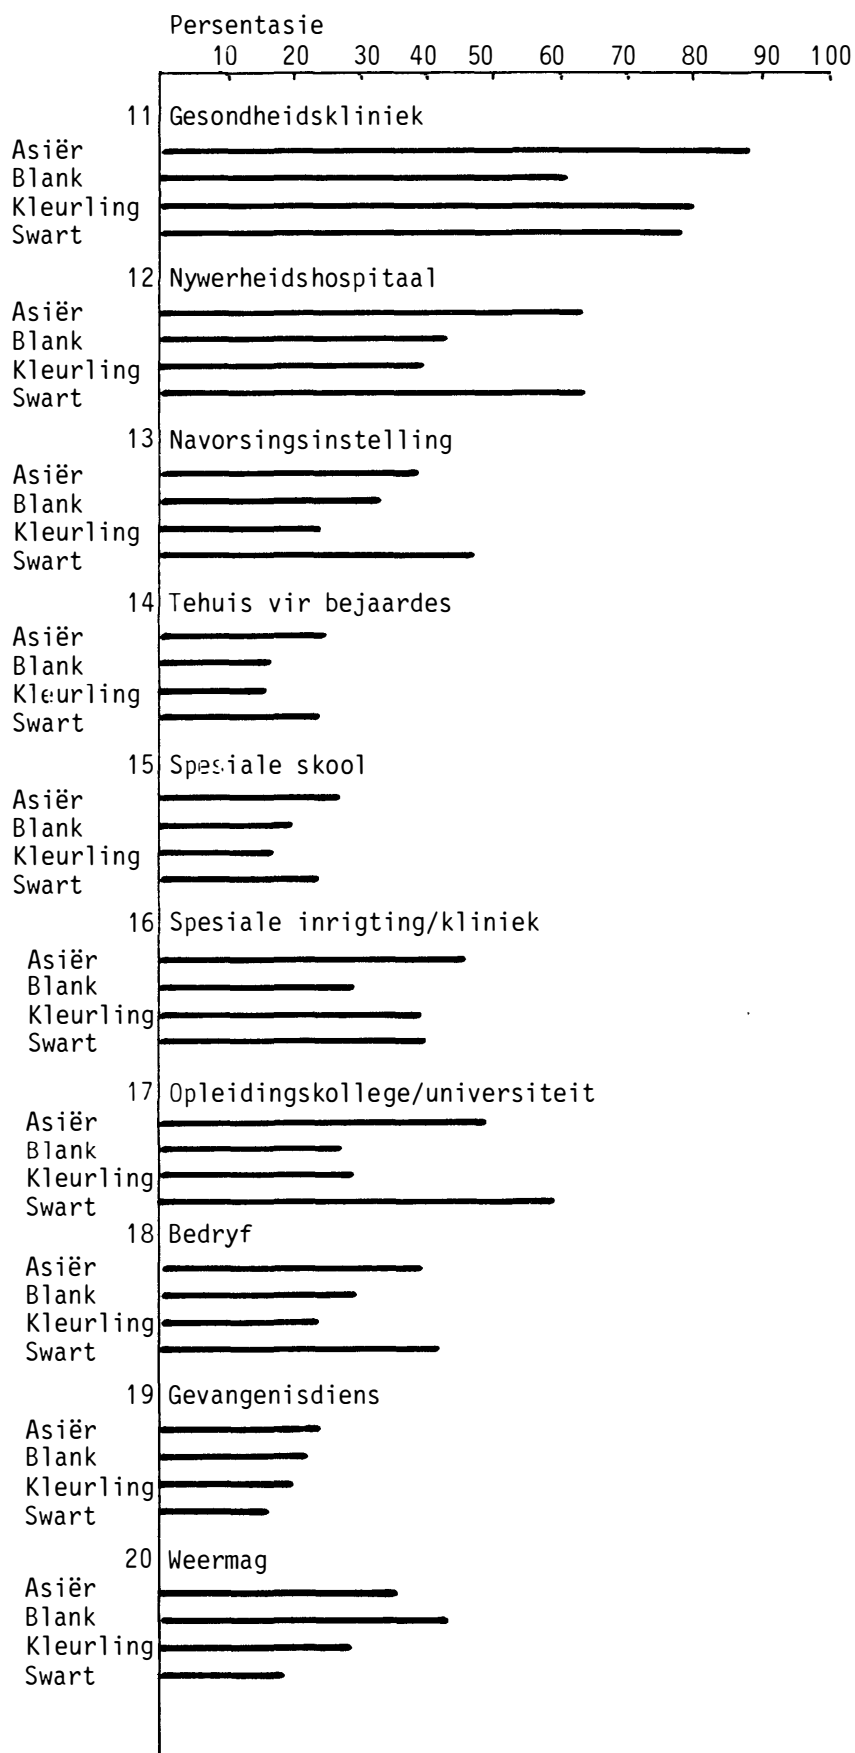 Persentasie
10 20 30 40 50 60 70 80 90 100
11 Gesondheidskliniek
Asiër
Blank
Kleurling
Swart
12 Nywerheidshospitaal
Asiër
Blank
Kleurling
Swart
13 Navorsingsinstelling
Asiër
Blank
Kleurling
Swart
14 Tehuis vir bejaardes
Asiër
Blank
Kleurling
Swart
15 Spesiale skool
Asiër
Blank
Kleurling
Swart
16 Spesiale inrigting/kliniek
Asiër
Blank
Kleurling
Swart
17 Opleidingskollege/universiteit
Asiër
Blank
Kleurling
Swart
18 Bedryf
Asiër
Blank
Kleurling
Swart
19 Gevangenisdiens
Asiër
Blank
Kleurling
Swart
20 Weermag
Asiër
Blank
Kleurling
Swart